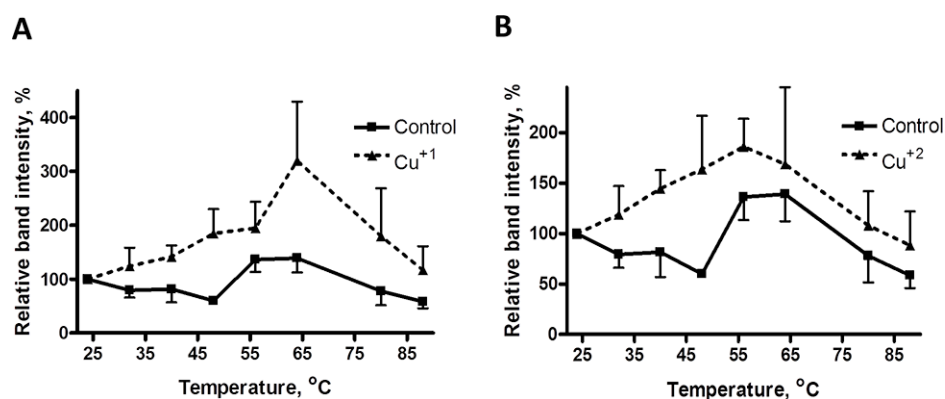 A
Relative band intensity, %
400
300
200
100
0
25 35 45 55 65 75 85
Temperature, °C
Control
Cu+1
B
Relative band intensity, %
200
150
100
50
0
25 35 45 55 65 75 85
Temperature, °C
Control
Cu+2